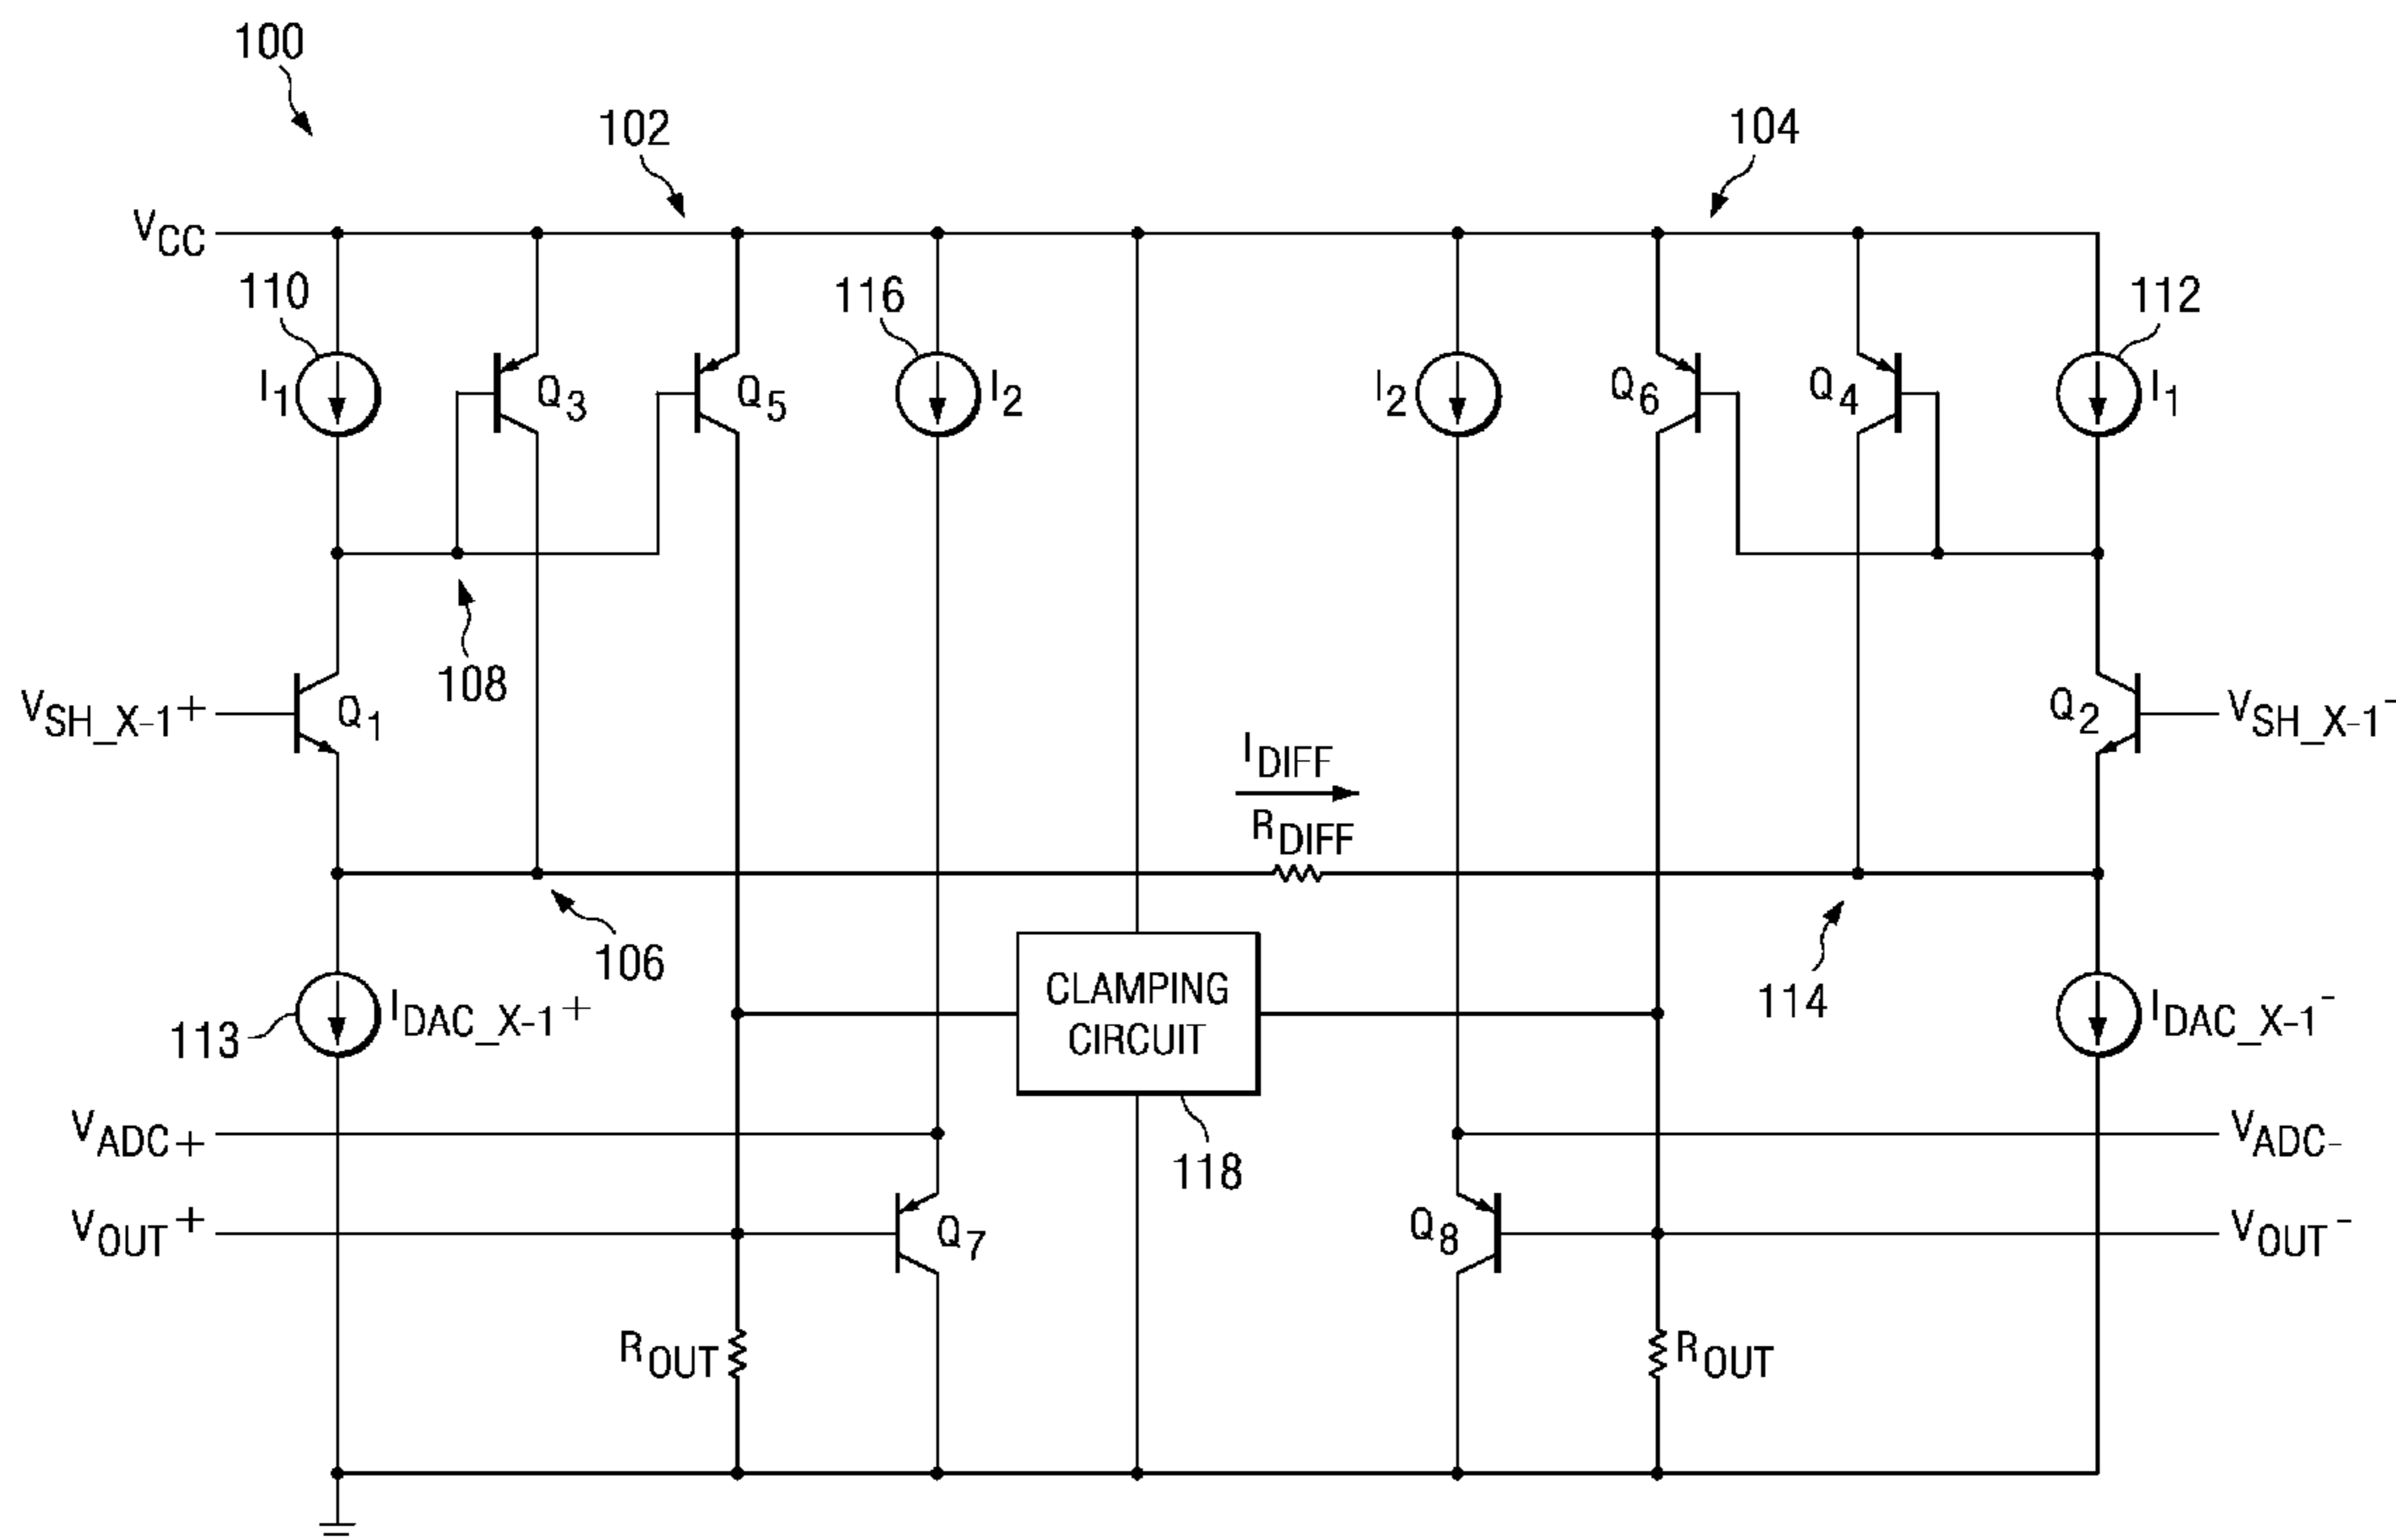 100
102
104
VCC
110
116
112
I1
Q3
Q5
I2
I2
Q6
Q4
I1
108
VSH_X-1+
Q1
Q2
VSH_X-1-
IDIFF
RDIFF
106
114
113
IDAC_X-1+
CLAMPING
CIRCUIT
IDAC_X-1-
VADC+
118
VADC-
VOUT+
Q7
Q8
VOUT-
ROUT
ROUT